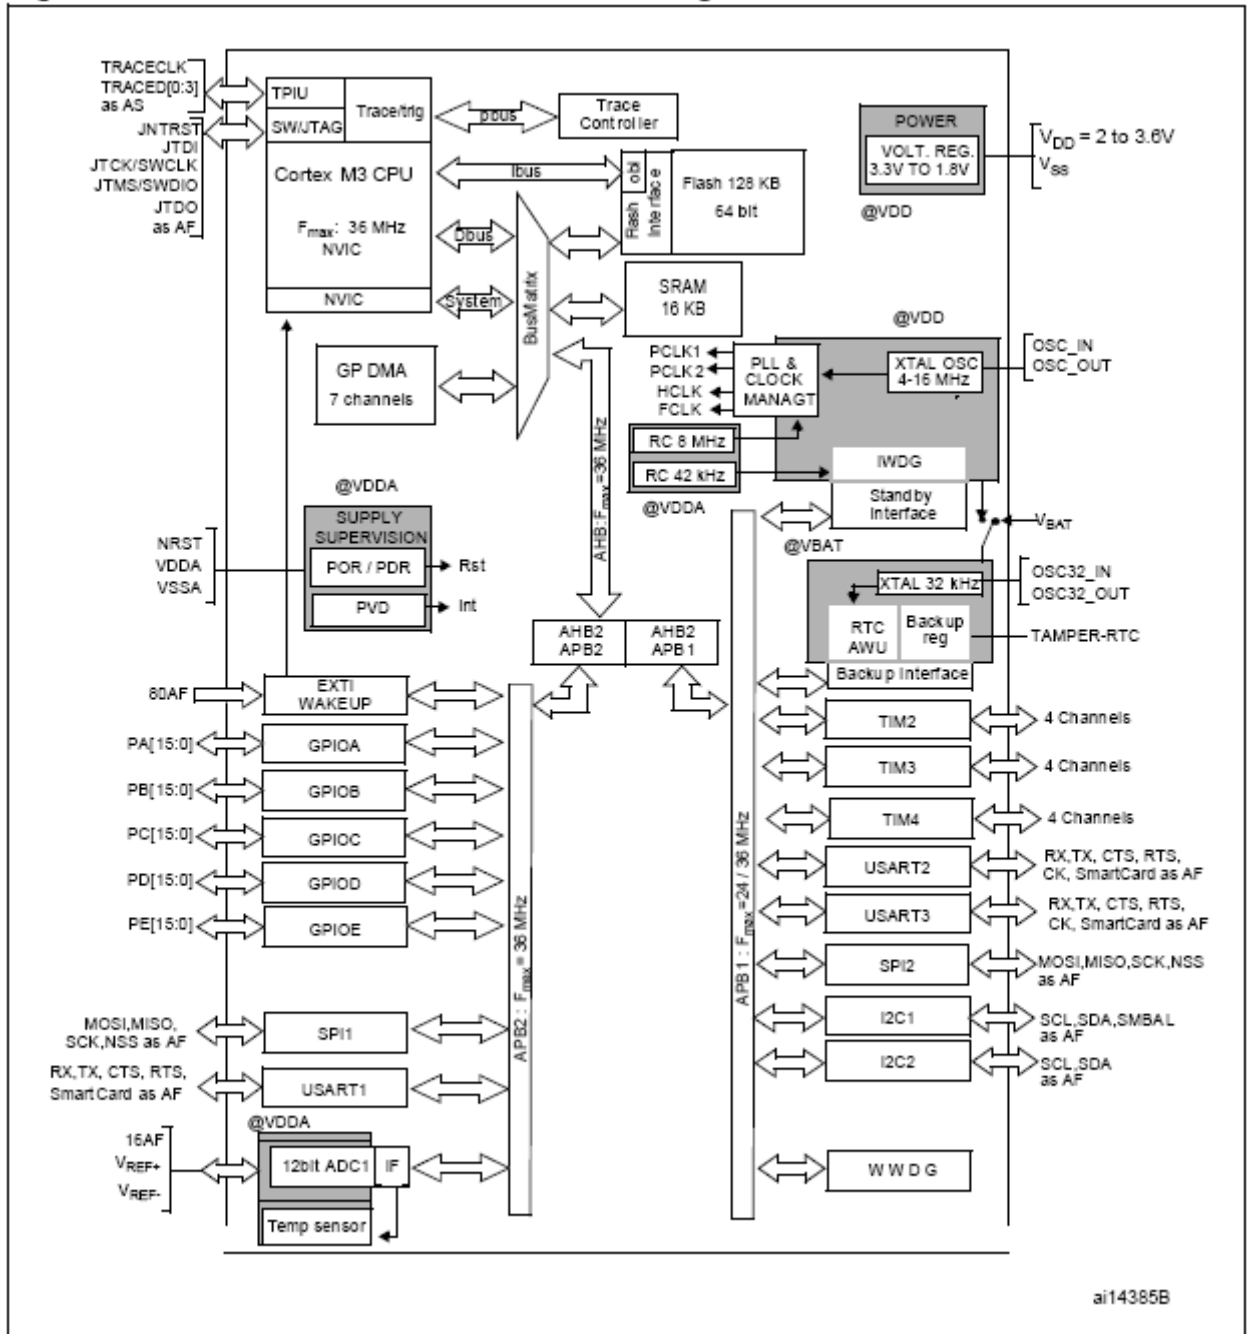 TRACECLK
TRACED[0:3]
as AS
JNTRST
JTDI
JTCK/SWCLK
JTMS/SWDIO
JTDO
as AF
TPIU
SW/JTAG
Trace/trig
Cortex M3 CPU
Fmax: 36 MHz
NVIC
NVIC
pbus
Ibus
Dbus
System
Trace
Controller
obl
Flash
Interface
Flash 128 KB
64 bit
SRAM
16 KB
BusMatrix
GP DMA
7 channels
POWER
VOLT. REG.
3.3V TO 1.8V
@VDD
VDD = 2 to 3.6V
VSS
@VDD
PCLK1
PCLK2
HCLK
FCLK
PLL &
CLOCK
MANAGT
XTAL OSC
4-16 MHz
OSC_IN
OSC_OUT
RC 8 MHz
RC 42 kHz
@VDDA
IWDG
Standby
Interface
@VBAT
VBAT
XTAL 32 kHz
OSC32_IN
OSC32_OUT
RTC
AWU
Backup
reg
TAMPER-RTC
Backup Interface
AHB:Fmax=36 MHz
@VDDA
SUPPLY
SUPERVISION
NRST
VDDA
VSSA
POR / PDR
Rst
PVD
Int
AHB2
APB2
AHB2
APB1
80AF
EXTI
WAKEUP
PA[15:0]
GPIOA
PB[15:0]
GPIOB
PC[15:0]
GPIOC
PD[15:0]
GPIOD
PE[15:0]
GPIOE
MOSI,MISO,
SCK,NSS as AF
SPI1
RX,TX, CTS, RTS,
SmartCard as AF
USART1
@VDDA
16AF
VREF+
VREF-
12bit ADC1
IF
Temp sensor
APB2 : Fmax= 36 MHz
APB1 : Fmax=24 / 36 MHz
TIM2
4 Channels
TIM3
4 Channels
TIM4
4 Channels
USART2
RX,TX, CTS, RTS,
CK, SmartCard as AF
USART3
RX,TX, CTS, RTS,
CK, SmartCard as AF
SPI2
MOSI,MISO,SCK,NSS
as AF
I2C1
SCL,SDA,SMBAL
as AF
I2C2
SCL,SDA
as AF
W W D G
ai14385B